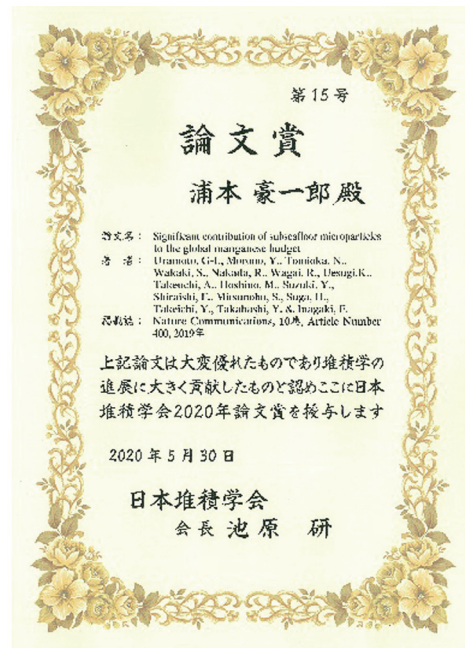 第15号
論文賞
浦本 豪一郎 殿
論文名： Significant contribution of subseafloor microparticles
to the global manganese budget
著 者： Uramoto, G-I., Morono, Y., Tomioka, N.,
Wakaki, S., Nakada, R., Wagai, R., Uesugi,K.,
Takeuchi, A., Hoshino, M., Suzuki, Y.,
Shiraishi, F., Mitsunobu, S., Suga, H.,
Takeichi, Y., Takahashi, Y. & Inagaki, F.
掲載誌： Nature Communications, 10巻, Article Number
400, 2019年
上記論文は大変優れたものであり堆積学の
進展に大きく貢献したものと認めここに日本
堆積学会2020年論文賞を授与します
2020年5月30日
日本堆積学会
会長 池原 研